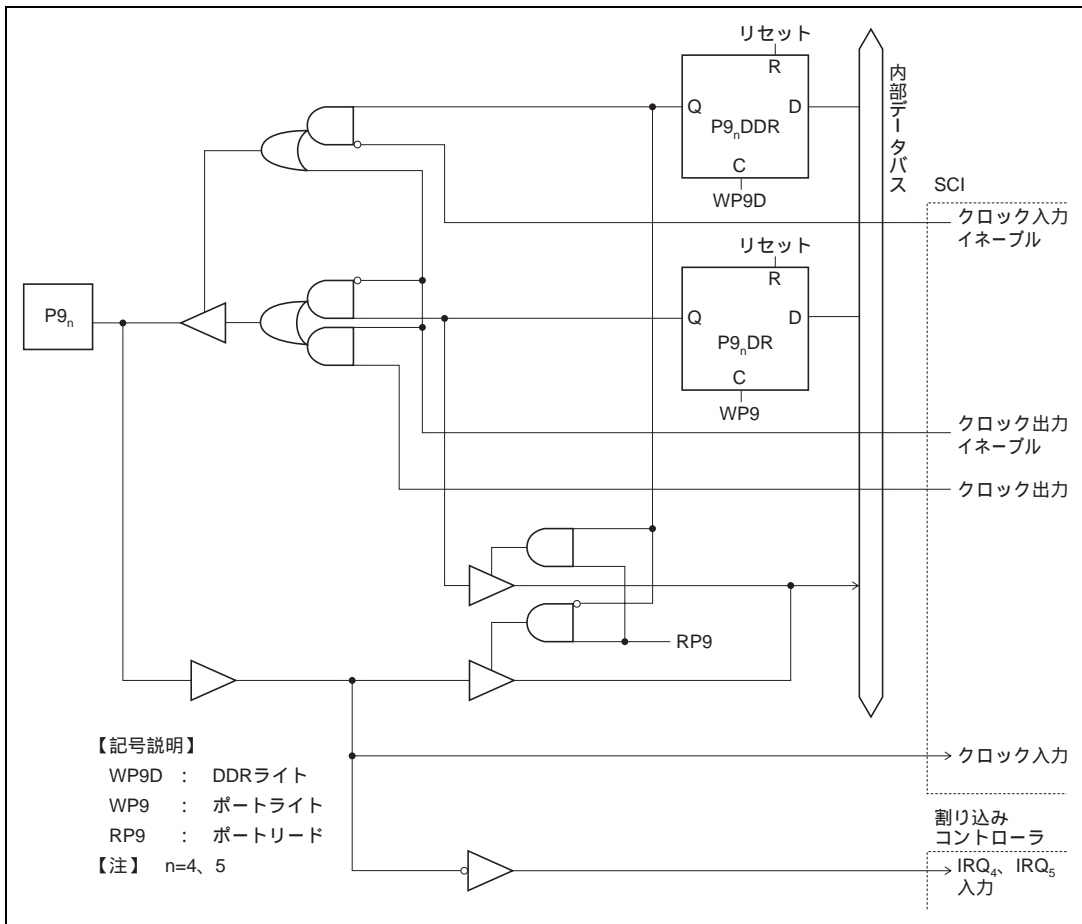 リセット
R
Q
D
P9nDDR
C
WP9D
内部データバス
SCI
クロック入力
イネーブル
リセット
R
P9n
Q
D
P9nDR
C
WP9
クロック出力
イネーブル
クロック出力
RP9
【記号説明】
WP9D : DDRライト
WP9 : ポートライト
RP9 : ポートリード
【注】 n=4、5
クロック入力
割り込み
コントローラ
IRQ4、IRQ5
入力